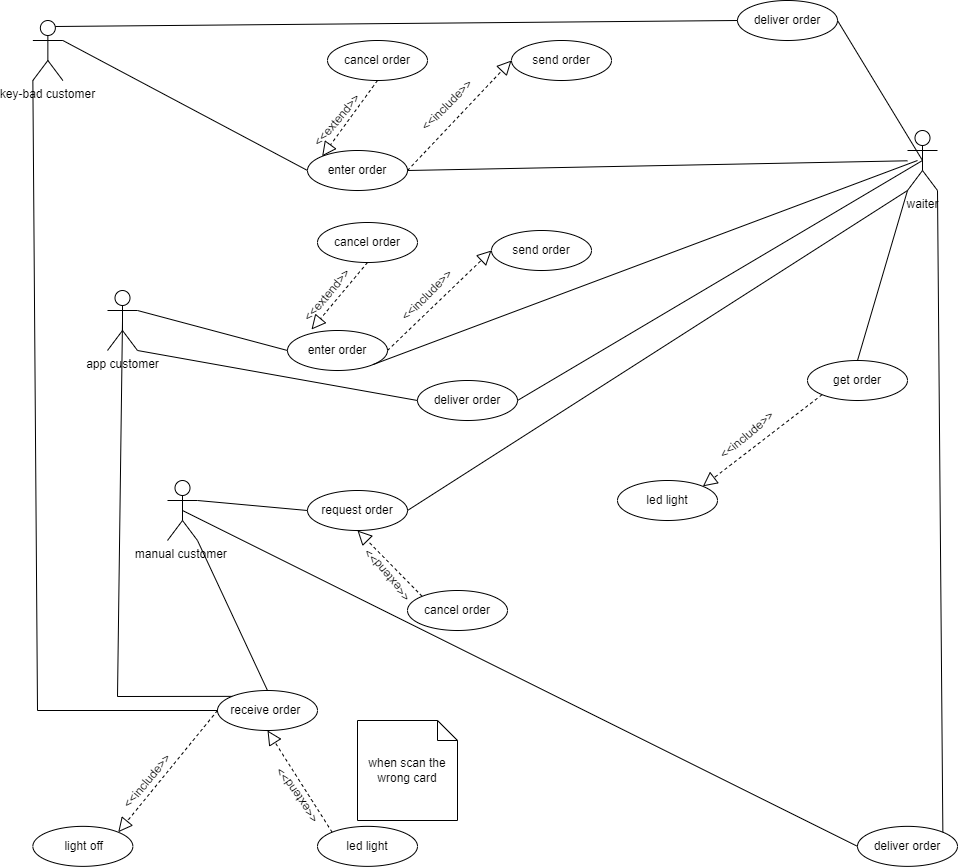 deliver order
cancel order
send order
<<extend>>
<<include>>
key-bad customer
enter order
waiter
cancel order
send order
<<extend>>
<<include>>
enter order
app customer
deliver order
get order
<<include>>
led light
request order
manual customer
<<extend>>
cancel order
receive order
when scan the
wrong card
<<include>>
<<extend>>
light off
led light
deliver order